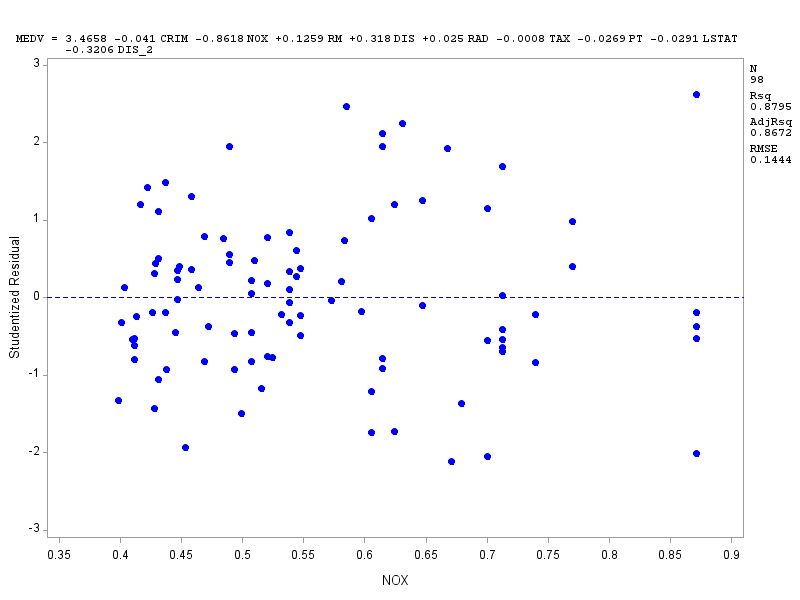 MEDV = 3.4658 -0.041 CRIM -0.8618 NOX +0.1259 RM +0.318 DIS +0.025 RAD -0.0008 TAX -0.0269 PT -0.0291 LSTAT
-0.3206 DIS_2
N
98
Rsq
0.8795
AdjRsq
0.8672
RMSE
0.1444
3
2
1
0
-1
-2
-3
Studentized Residual
0.35 0.4 0.45 0.5 0.55 0.6 0.65 0.7 0.75 0.8 0.85 0.9
NOX